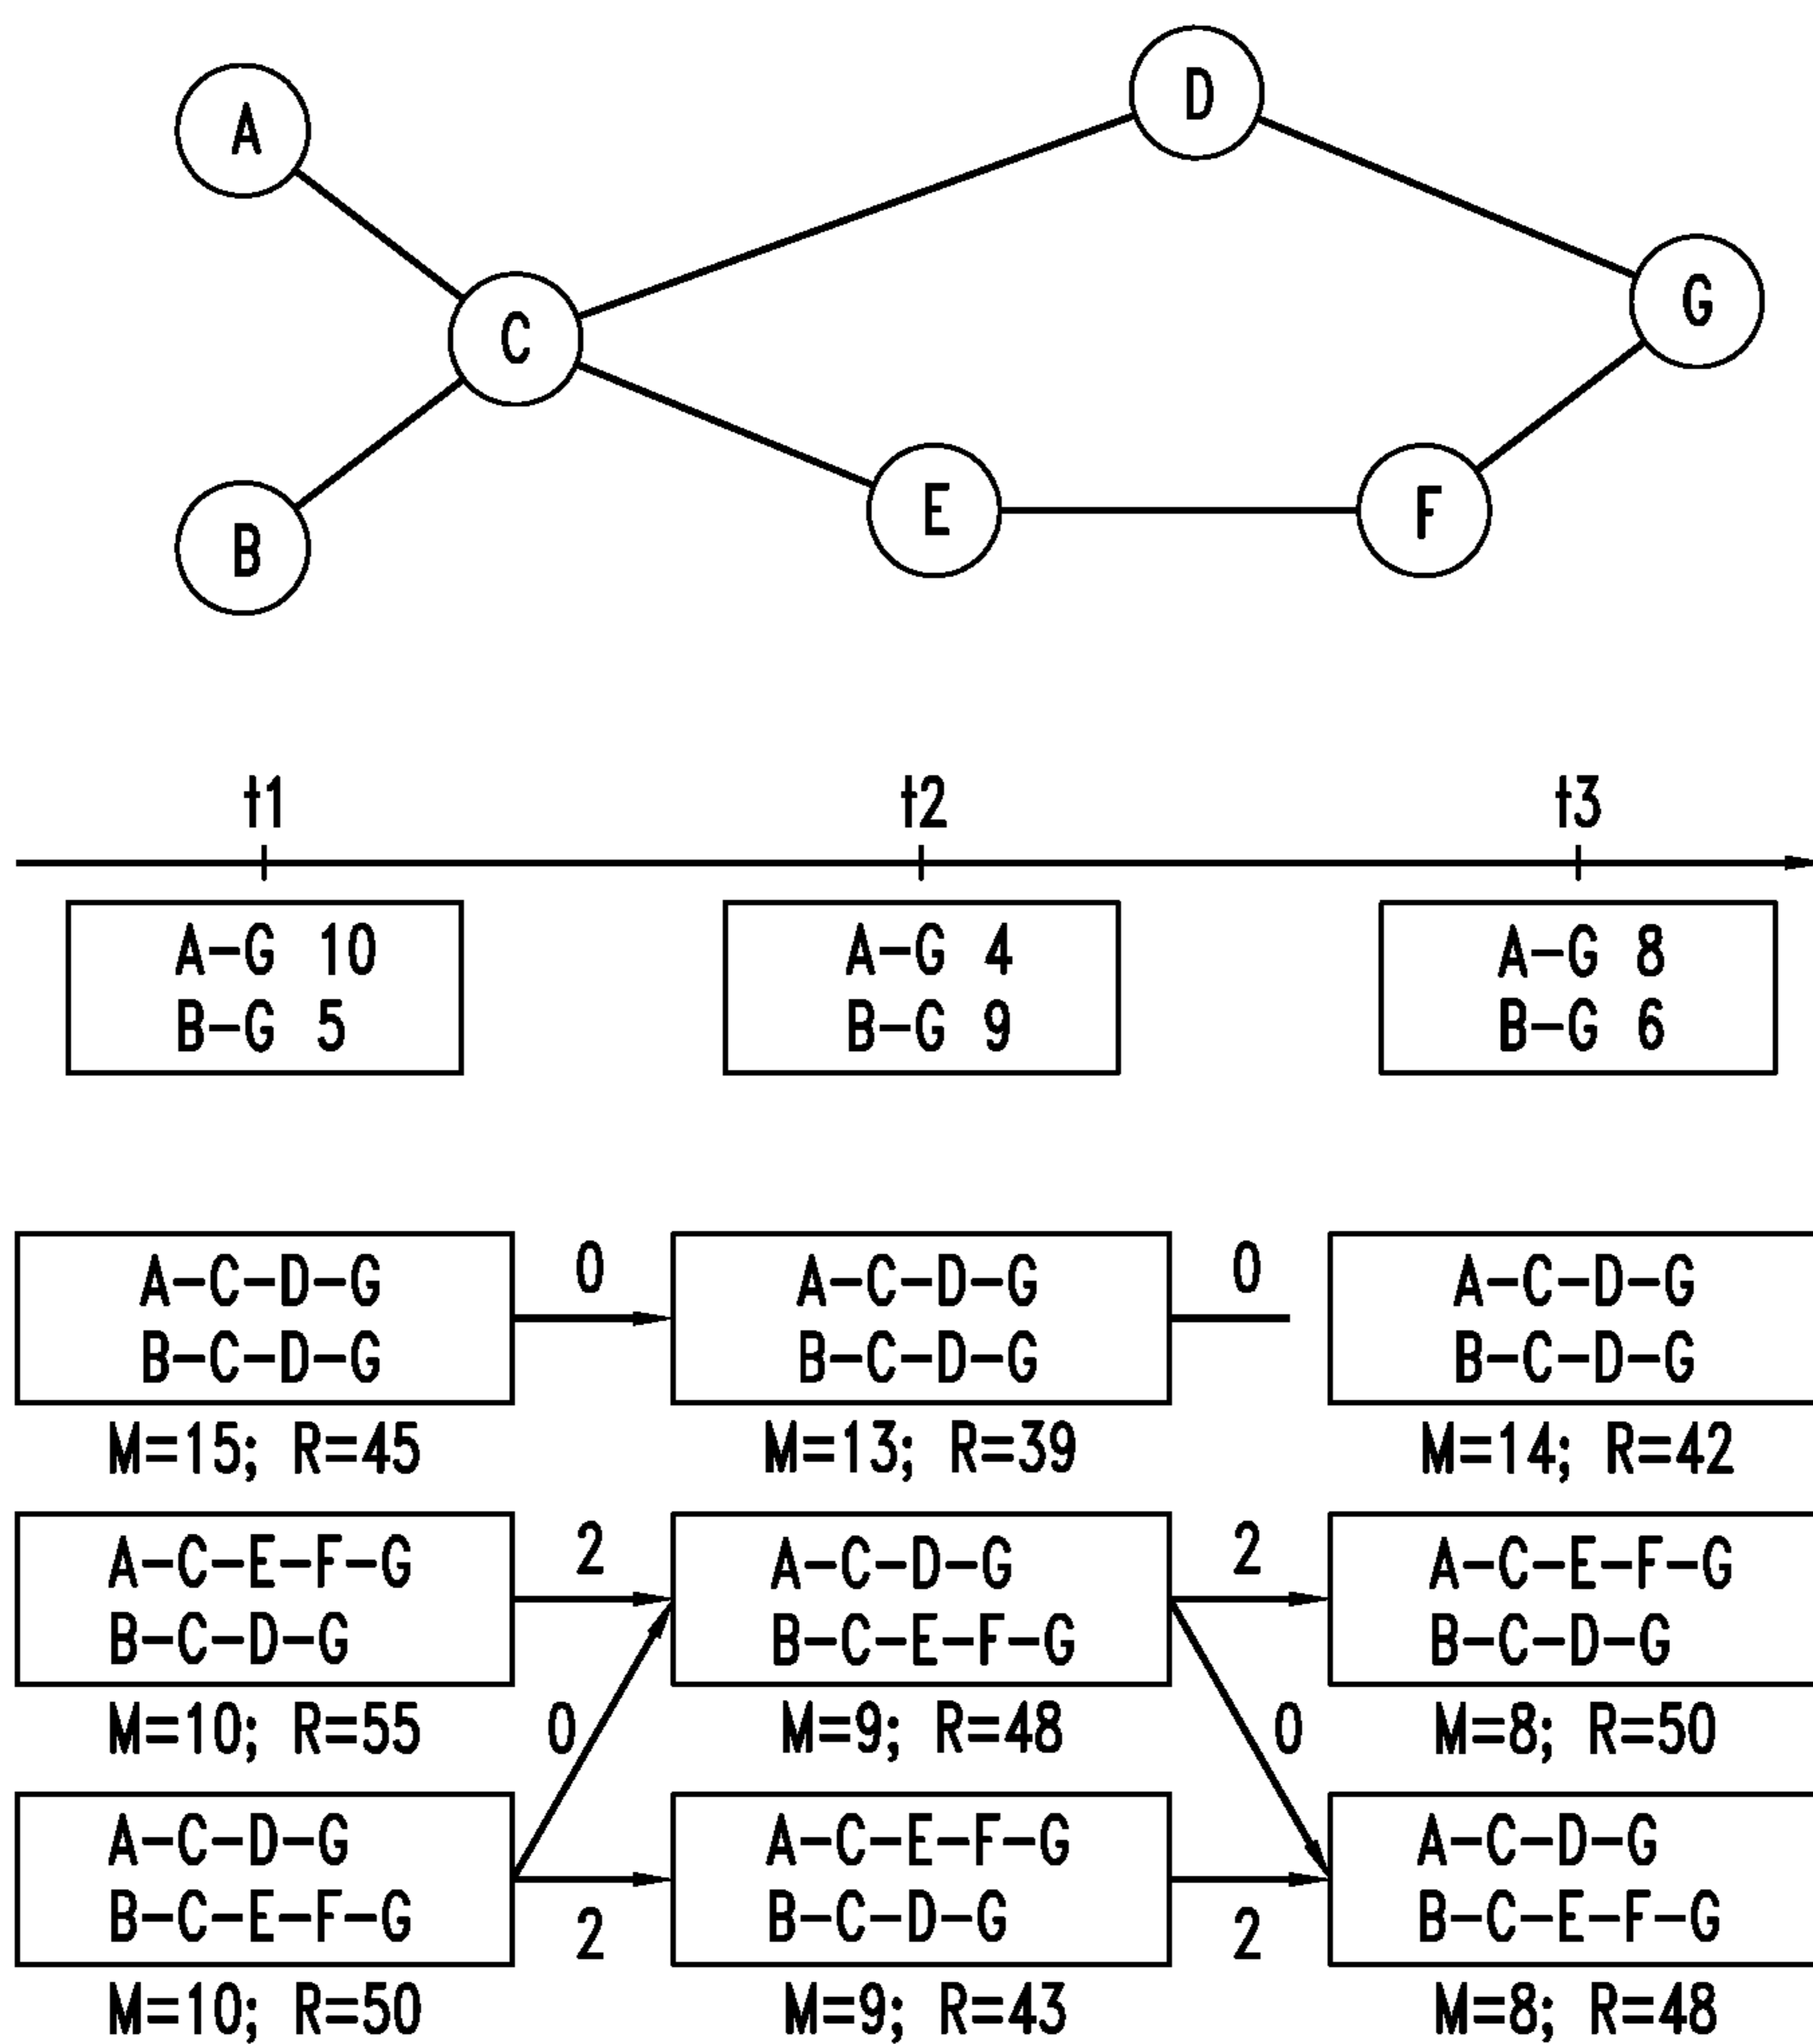 A
D
G
C
B
E
F
t1
t2
t3
A-G 10
B-G 5
A-G 4
B-G 9
A-G 8
B-G 6
A-C-D-G
B-C-D-G
M=15; R=45
0
A-C-D-G
B-C-D-G
M=13; R=39
0
A-C-D-G
B-C-D-G
M=14; R=42
A-C-E-F-G
B-C-D-G
M=10; R=55
2
0
A-C-D-G
B-C-E-F-G
M=9; R=48
2
0
A-C-E-F-G
B-C-D-G
M=8; R=50
A-C-D-G
B-C-E-F-G
M=10; R=50
2
A-C-E-F-G
B-C-D-G
M=9; R=43
2
A-C-D-G
B-C-E-F-G
M=8; R=48